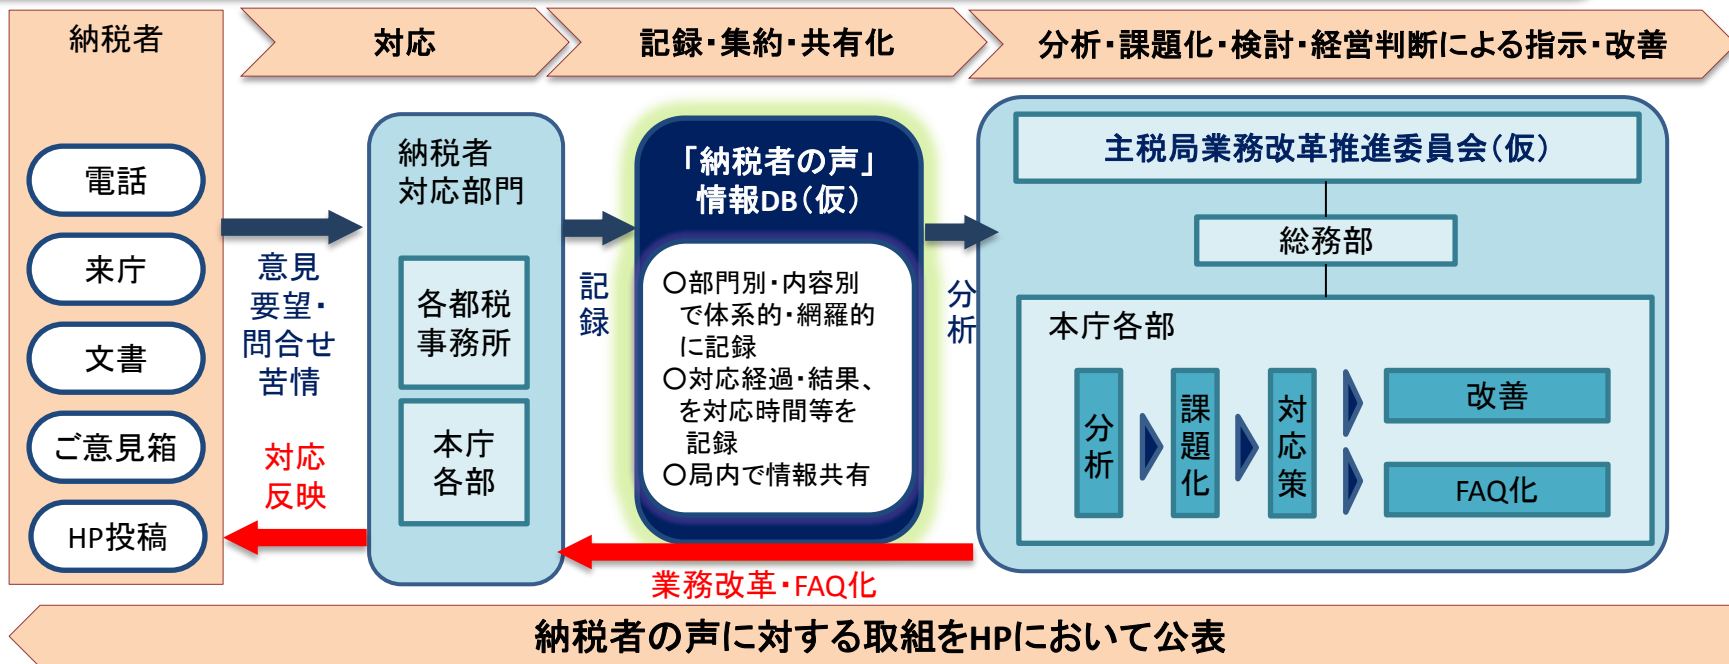 納税者
対応
記録・集約・共有化
分析・課題化・検討・経営判断による指示・改善
電話
来庁
文書
ご意見箱
HP投稿
意見
要望・
問合せ
苦情
対応
反映
納税者
対応部門
各都税
事務所
本庁
各部
記録
「納税者の声」
情報DB(仮)
〇部門別・内容別
で体系的・網羅的
に記録
〇対応経過・結果、
を対応時間等を
記録
〇局内で情報共有
分析
主税局業務改革推進委員会(仮)
総務部
本庁各部
分析
課題化
対応策
改善
FAQ化
業務改革・FAQ化
納税者の声に対する取組をHPにおいて公表